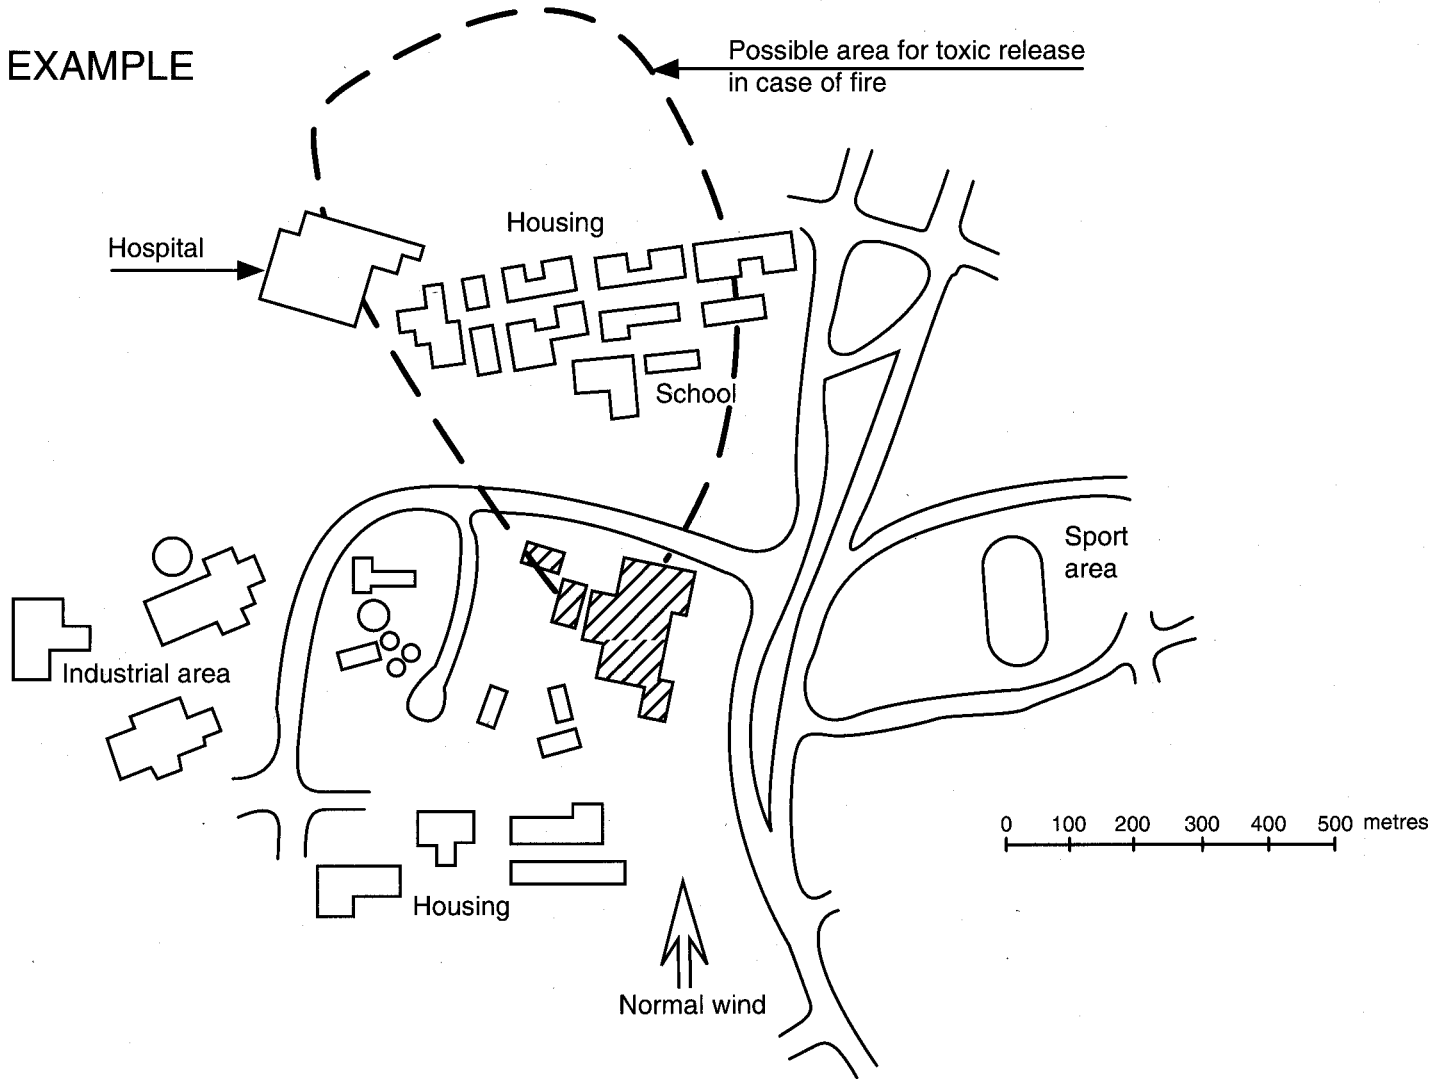 EXAMPLE
Possible area for toxic release
in case of fire
Housing
Hospital
School
Sport
area
Industrial area
0 100 200 300 400 500 metres
Housing
Normal wind